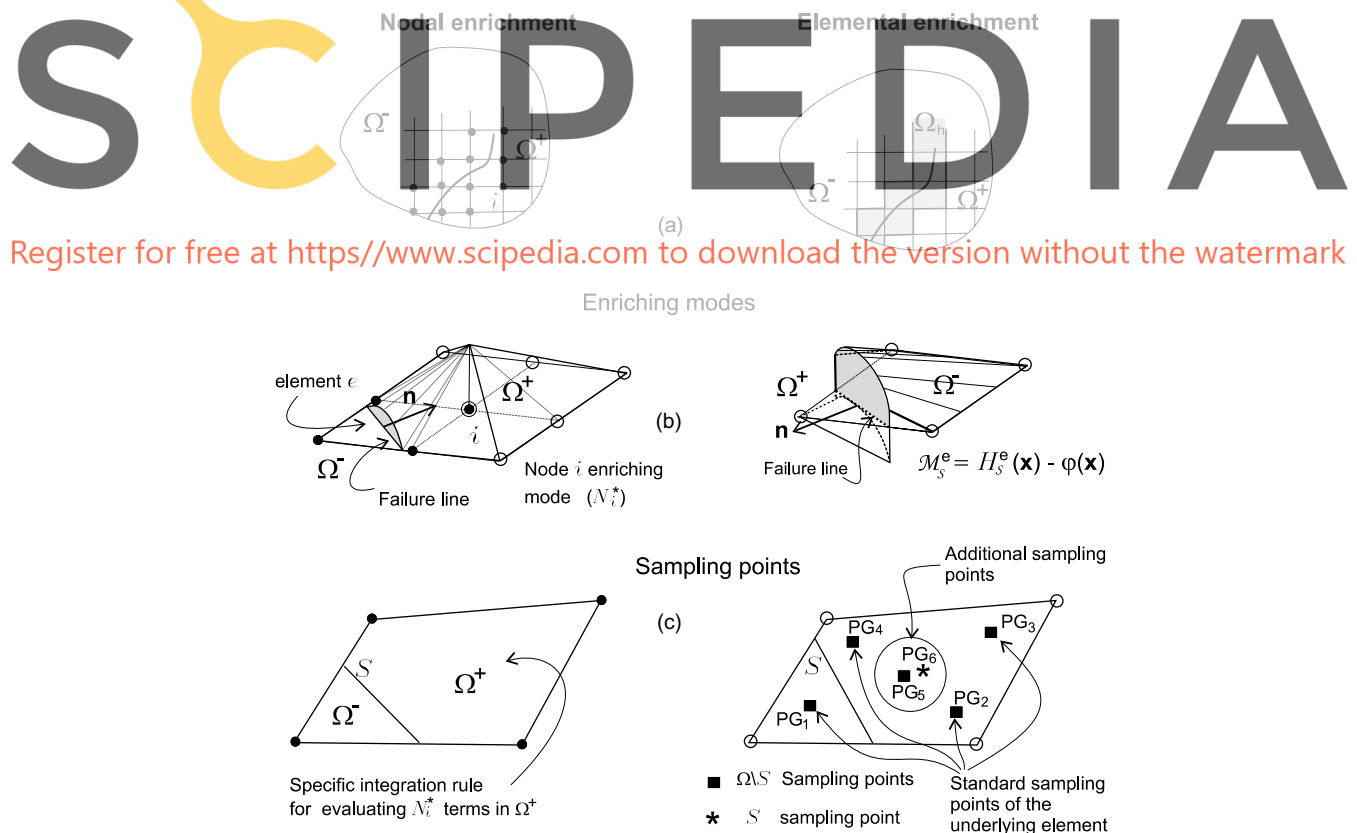 SCIPEDIA
Nodal enrichment
Elemental enrichment
Ω⁻
Ω⁺
i
Ωₕ
Ω⁻
Ω⁺
(a)
Register for free at https//www.scipedia.com to download the version without the watermark
Enriching modes
element e
n
Ω⁺
i
Ω⁻
Failure line
Node i enriching
mode (Nᵢ*)
(b)
Ω⁺
Ω⁻
n
Failure line
ℳₛᵉ = Hₛᵉ (x) - φ(x)
Sampling points
(c)
S
Ω⁺
Ω⁻
Specific integration rule
for evaluating Nᵢ* terms in Ω⁺
Additional sampling
points
PG₄
PG₃
S
PG₆
*
PG₅
PG₂
PG₁
■ Ω\S Sampling points
* S sampling point
Standard sampling
points of the
underlying element